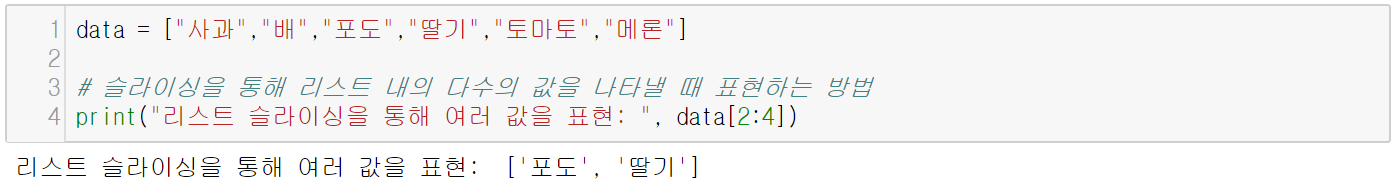 1 data = ["사과","배","포도","딸기","토마토","메론"]
2
3 # 슬라이싱을 통해 리스트 내의 다수의 값을 나타낼 때 표현하는 방법
4 print("리스트 슬라이싱을 통해 여러 값을 표현: ", data[2:4])
리스트 슬라이싱을 통해 여러 값을 표현:  ['포도', '딸기']